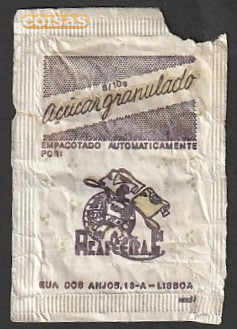 coisas
8/10g
açúcar granulado
EMPACOTADO AUTOMATICAMENTE
POR:
RUA DOS ANJOS, 13-A - LISBOA